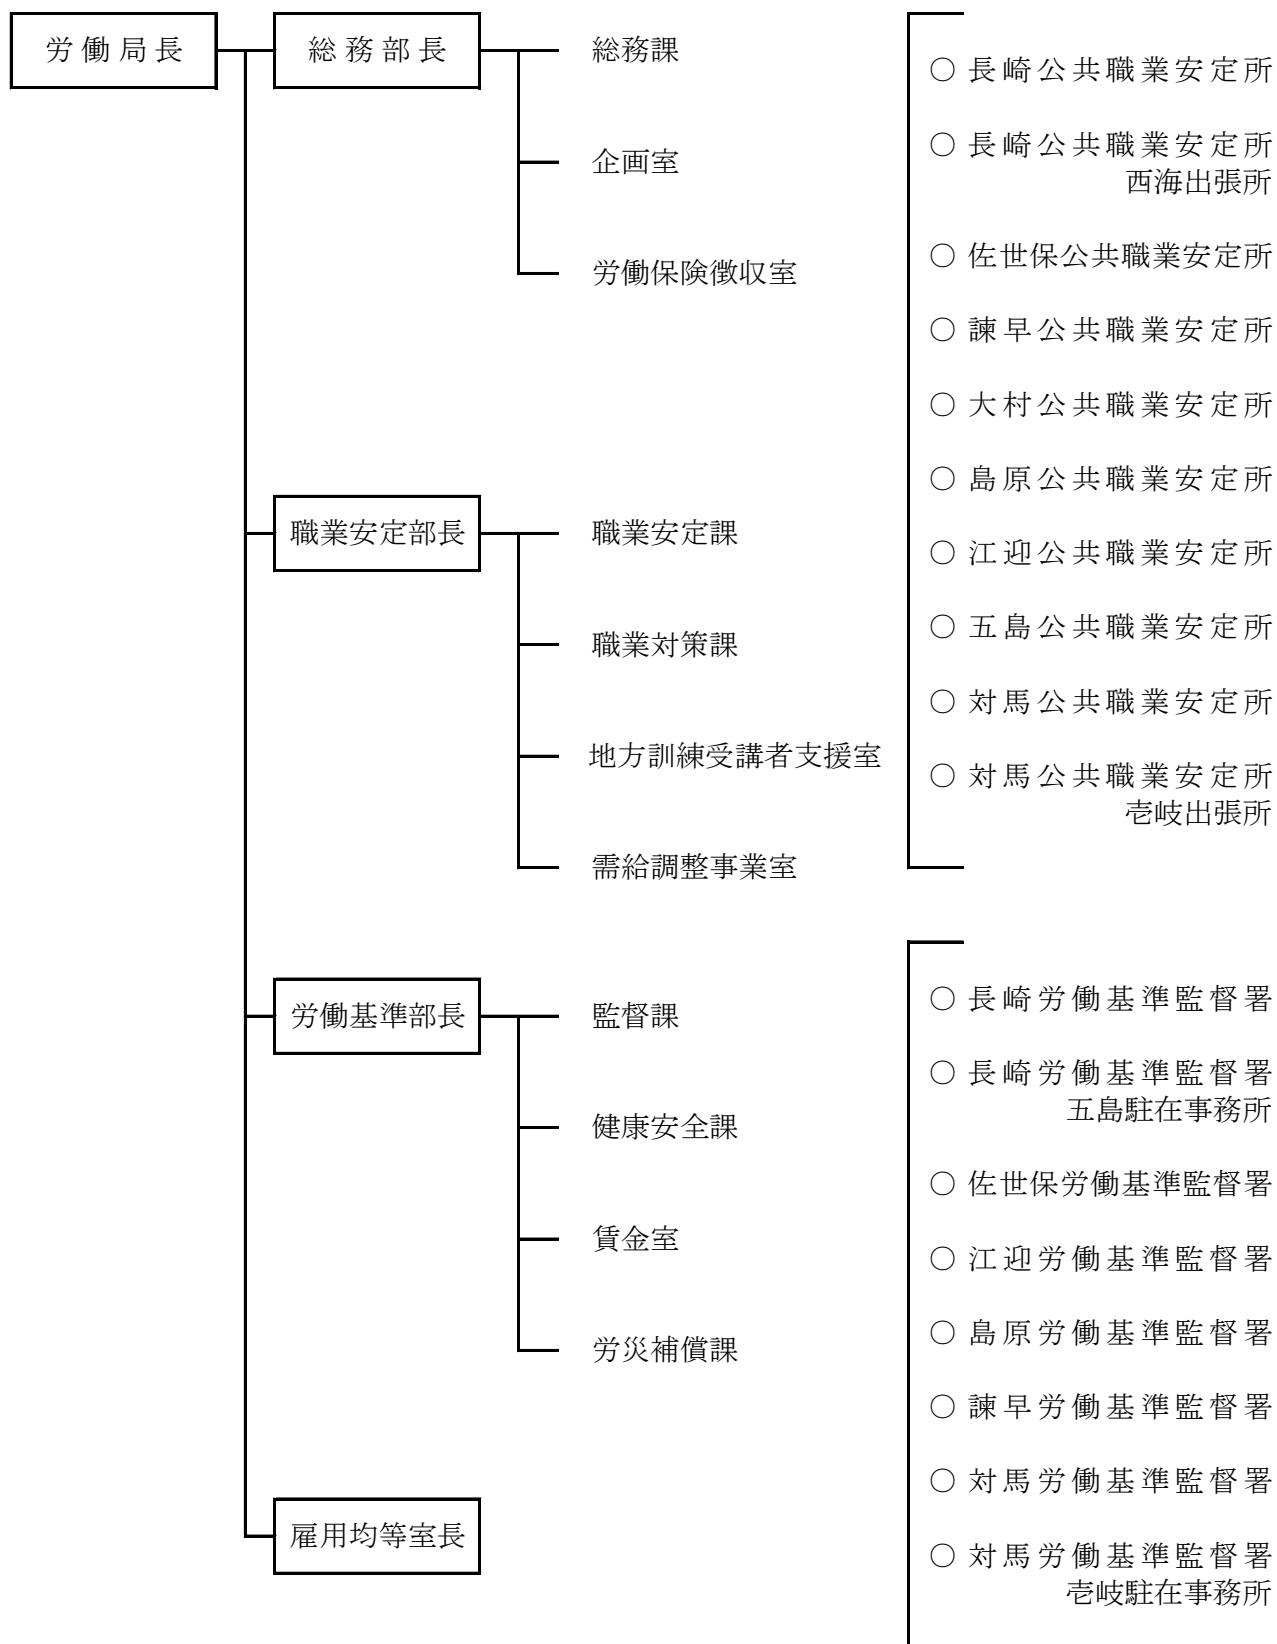 労働局長
総務部長
総務課
企画室
労働保険徴収室
職業安定部長
職業安定課
職業対策課
地方訓練受講者支援室
需給調整事業室
労働基準部長
監督課
健康安全課
賃金室
労災補償課
雇用均等室長
○ 長崎公共職業安定所
○ 長崎公共職業安定所
西海出張所
○ 佐世保公共職業安定所
○ 諫早公共職業安定所
○ 大村公共職業安定所
○ 島原公共職業安定所
○ 江迎公共職業安定所
○ 五島公共職業安定所
○ 対馬公共職業安定所
○ 対馬公共職業安定所
壱岐出張所
○ 長崎労働基準監督署
○ 長崎労働基準監督署
五島駐在事務所
○ 佐世保労働基準監督署
○ 江迎労働基準監督署
○ 島原労働基準監督署
○ 諫早労働基準監督署
○ 対馬労働基準監督署
○ 対馬労働基準監督署
壱岐駐在事務所